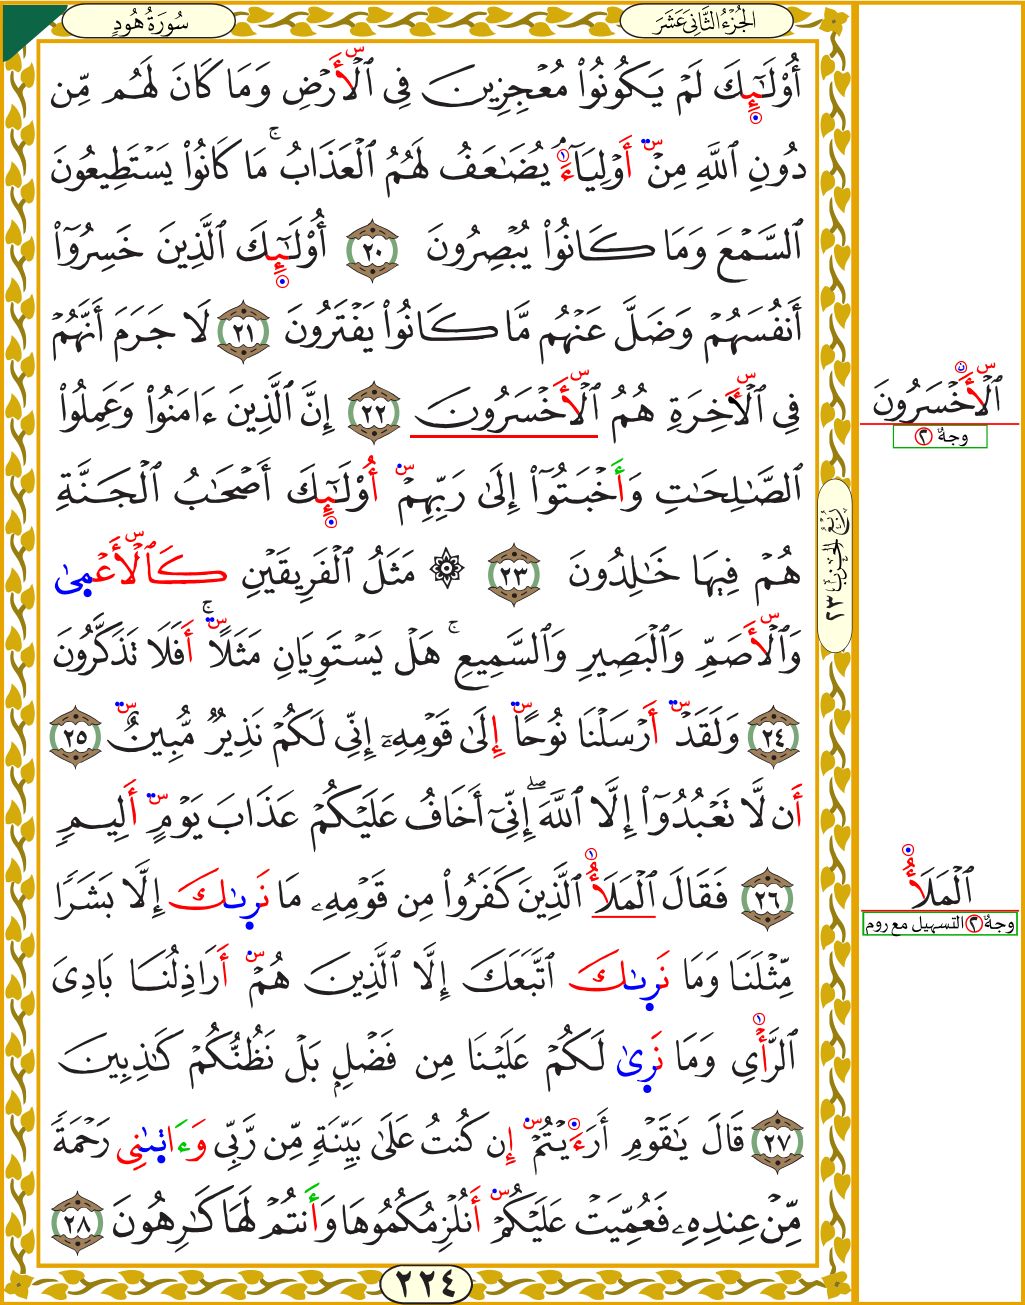 الجُزْءُ الثَّانِي عَشَرَ
سُورَةُ هُودٍ
أُوْلَٰٓئِكَ لَمْ يَكُونُوا۟ مُعْجِزِينَ فِى ٱلْأَرْضِ وَمَا كَانَ لَهُم مِّن
دُونِ ٱللَّهِ مِنْ أَوْلِيَآءَ يُضَٰعَفُ لَهُمُ ٱلْعَذَابُ ۚ مَا كَانُوا۟ يَسْتَطِيعُونَ
ٱلسَّمْعَ وَمَا كَانُوا۟ يُبْصِرُونَ ٢٠ أُوْلَٰٓئِكَ ٱلَّذِينَ خَسِرُوٓا۟
أَنفُسَهُمْ وَضَلَّ عَنْهُم مَّا كَانُوا۟ يَفْتَرُونَ ٢١ لَا جَرَمَ أَنَّهُمْ
فِى ٱلْأَخِرَةِ هُمُ ٱلْأَخْسَرُونَ ٢٢ إِنَّ ٱلَّذِينَ ءَامَنُوا۟ وَعَمِلُوا۟
ٱلصَّٰلِحَٰتِ وَأَخْبَتُوٓا۟ إِلَىٰ رَبِّهِمْ أُوْلَٰٓئِكَ أَصْحَٰبُ ٱلْجَنَّةِ
هُمْ فِيهَا خَٰلِدُونَ ٢٣ ۞ مَثَلُ ٱلْفَرِيقَيْنِ كَٱلْأَعْمِىٰ
وَٱلْأَصَمِّ وَٱلْبَصِيرِ وَٱلسَّمِيعِ ۚ هَلْ يَسْتَوِيَانِ مَثَلًا ۚ أَفَلَا تَذَكَّرُونَ
٢٤ وَلَقَدْ أَرْسَلْنَا نُوحًا إِلَىٰ قَوْمِهِۦٓ إِنِّى لَكُمْ نَذِيرٌ مُّبِينٌ ٢٥
أَن لَّا تَعْبُدُوٓا۟ إِلَّا ٱللَّهَ ۖ إِنِّىٓ أَخَافُ عَلَيْكُمْ عَذَابَ يَوْمٍ أَلِيمٍ
٢٦ فَقَالَ ٱلْمَلَأُ ٱلَّذِينَ كَفَرُوا۟ مِن قَوْمِهِۦ مَا نَرِىٰكَ إِلَّا بَشَرًا
مِّثْلَنَا وَمَا نَرِىٰكَ ٱتَّبَعَكَ إِلَّا ٱلَّذِينَ هُمْ أَرَاذِلُنَا بَادِىَ
ٱلرَّأْىِ وَمَا نَرِىٰ لَكُمْ عَلَيْنَا مِن فَضْلٍۭ بَلْ نَظُنُّكُمْ كَٰذِبِينَ
٢٧ قَالَ يَٰقَوْمِ أَرَءَيْتُمْ إِن كُنتُ عَلَىٰ بَيِّنَةٍ مِّن رَّبِّى وَءَاتِىٰنِى رَحْمَةً
مِّنْ عِندِهِۦ فَعُمِّيَتْ عَلَيْكُمْ أَنُلْزِمُكُمُوهَا وَأَنتُمْ لَهَا كَٰرِهُونَ ٢٨
٢٢٤
ٱلْأَخْسَرُونَ
وجهٌ ٢
رُبْعُ الحِزْبِ ٢٣
ٱلْمَلَأُ
وجهٌ ٢ التسهيل مع روم